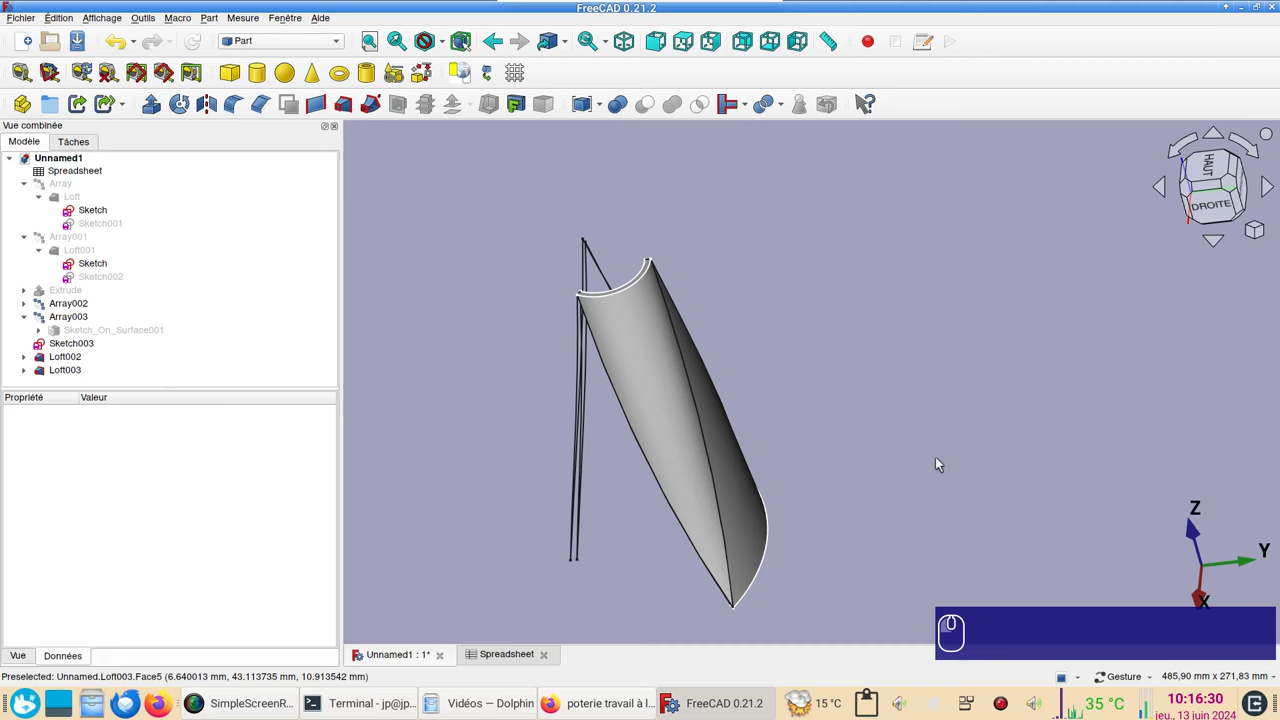 FreeCAD 0.21.2
Fichier Édition Affichage Outils Macro Part Mesure Fenêtre Aide
Part
Vue combinée
Modèle Tâches
Unnamed1
Spreadsheet
Array
Loft
Sketch
Sketch001
Array001
Loft001
Sketch
Sketch002
Extrude
Array002
Array003
Sketch_On_Surface001
Sketch003
Loft002
Loft003
Propriété Valeur
HAUT
DROITE
Z
Y
X
Vue Données
Unnamed1 : 1* Spreadsheet
Preselected: Unnamed.Loft003.Face5 (6.640013 mm, 43.113735 mm, 10.913542 mm) Gesture 485,90 mm x 271,83 mm
SimpleScreenR... Terminal - jp@jp... Vidéos — Dolphin poterie travail à l... FreeCAD 0.21... 15 °C 35 °C 10:16:30
jeu., 13 juin 2024